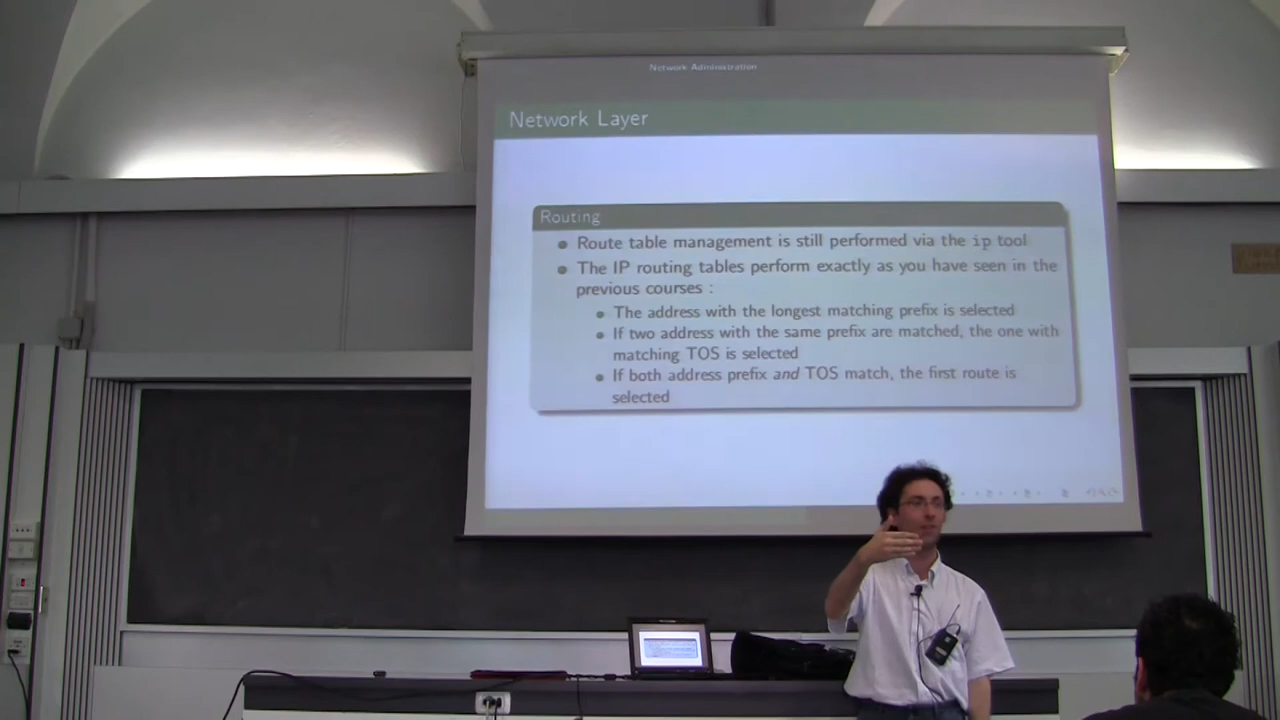 Network Administration
Network Layer
Routing
Route table management is still performed via the ip tool
The IP routing tables perform exactly as you have seen in the
previous courses :
The address with the longest matching prefix is selected
If two address with the same prefix are matched, the one with
matching TOS is selected
If both address prefix and TOS match, the first route is
selected